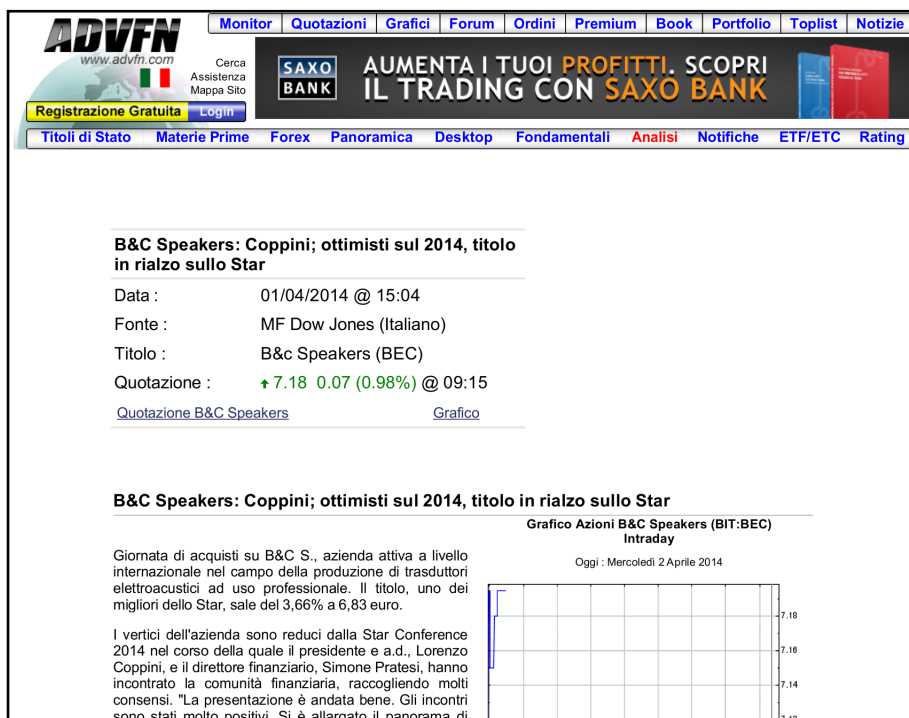 ADVFN
www.advfn.com
Monitor Quotazioni Grafici Forum Ordini Premium Book Portfolio Toplist Notizie
Cerca
Assistenza
Mappa Sito
Registrazione Gratuita Login
SAXO BANK
AUMENTA I TUOI PROFITTI. SCOPRI
IL TRADING CON SAXO BANK
Titoli di Stato Materie Prime Forex Panoramica Desktop Fondamentali Analisi Notifiche ETF/ETC Rating
B&C Speakers: Coppini; ottimisti sul 2014, titolo
in rialzo sullo Star
Data : 01/04/2014 @ 15:04
Fonte : MF Dow Jones (Italiano)
Titolo : B&c Speakers (BEC)
Quotazione : 7.18 0.07 (0.98%) @ 09:15
Quotazione B&C Speakers Grafico
B&C Speakers: Coppini; ottimisti sul 2014, titolo in rialzo sullo Star
Giornata di acquisti su B&C S., azienda attiva a livello
internazionale nel campo della produzione di trasduttori
elettroacustici ad uso professionale. Il titolo, uno dei
migliori dello Star, sale del 3,66% a 6,83 euro.
I vertici dell'azienda sono reduci dalla Star Conference
2014 nel corso della quale il presidente e a.d., Lorenzo
Coppini, e il direttore finanziario, Simone Pratesi, hanno
incontrato la comunità finanziaria, raccogliendo molti
consensi. "La presentazione è andata bene. Gli incontri
sono stati molto positivi. Si è allargato il panorama di
Grafico Azioni B&C Speakers (BIT:BEC)
Intraday
Oggi : Mercoledì 2 Aprile 2014
7.18
7.16
7.14